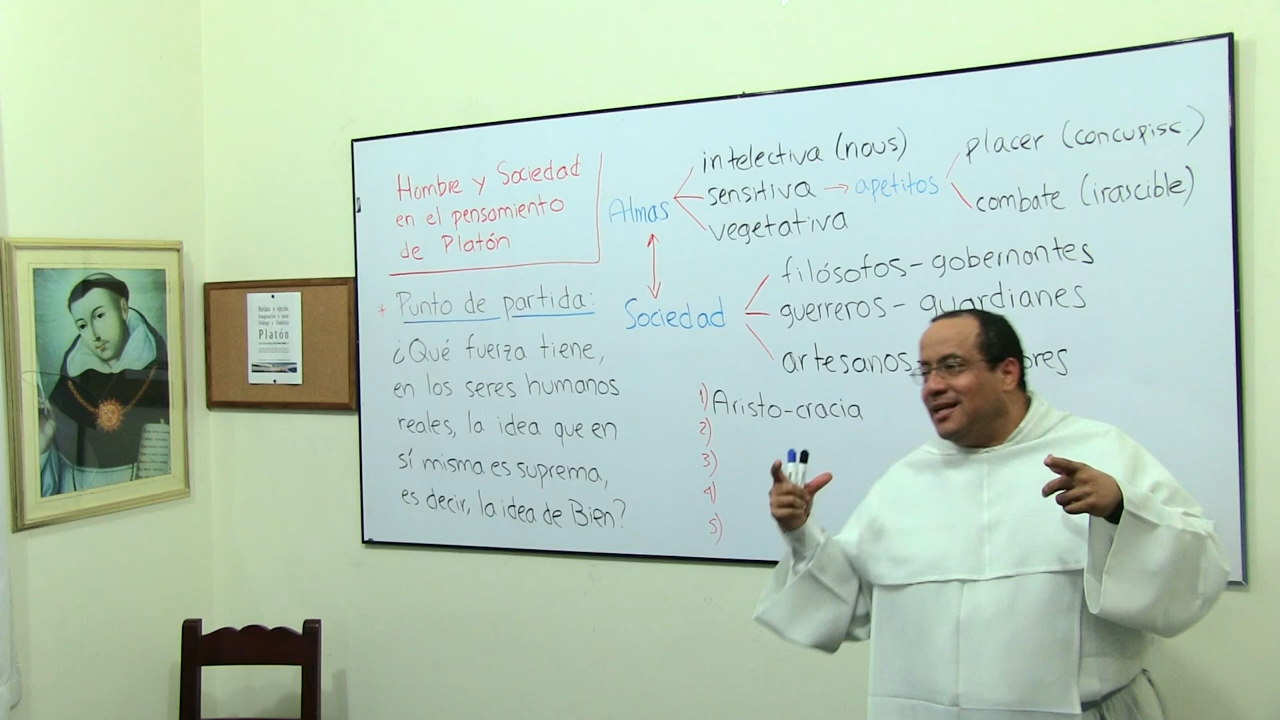 Hombre y Sociedad
en el pensamiento
de Platón
* Punto de partida:
¿Qué fuerza tiene,
en los seres humanos
reales, la idea que en
sí misma es suprema,
es decir, la idea de Bien?
Almas
intelectiva (nous)
sensitiva → apetitos
vegetativa
placer (concupisc.)
combate (irascible)
Sociedad
filósofos - gobernantes
guerreros - guardianes
artesanos
1) Aristo-cracia
2)
3)
4)
5)
Platón